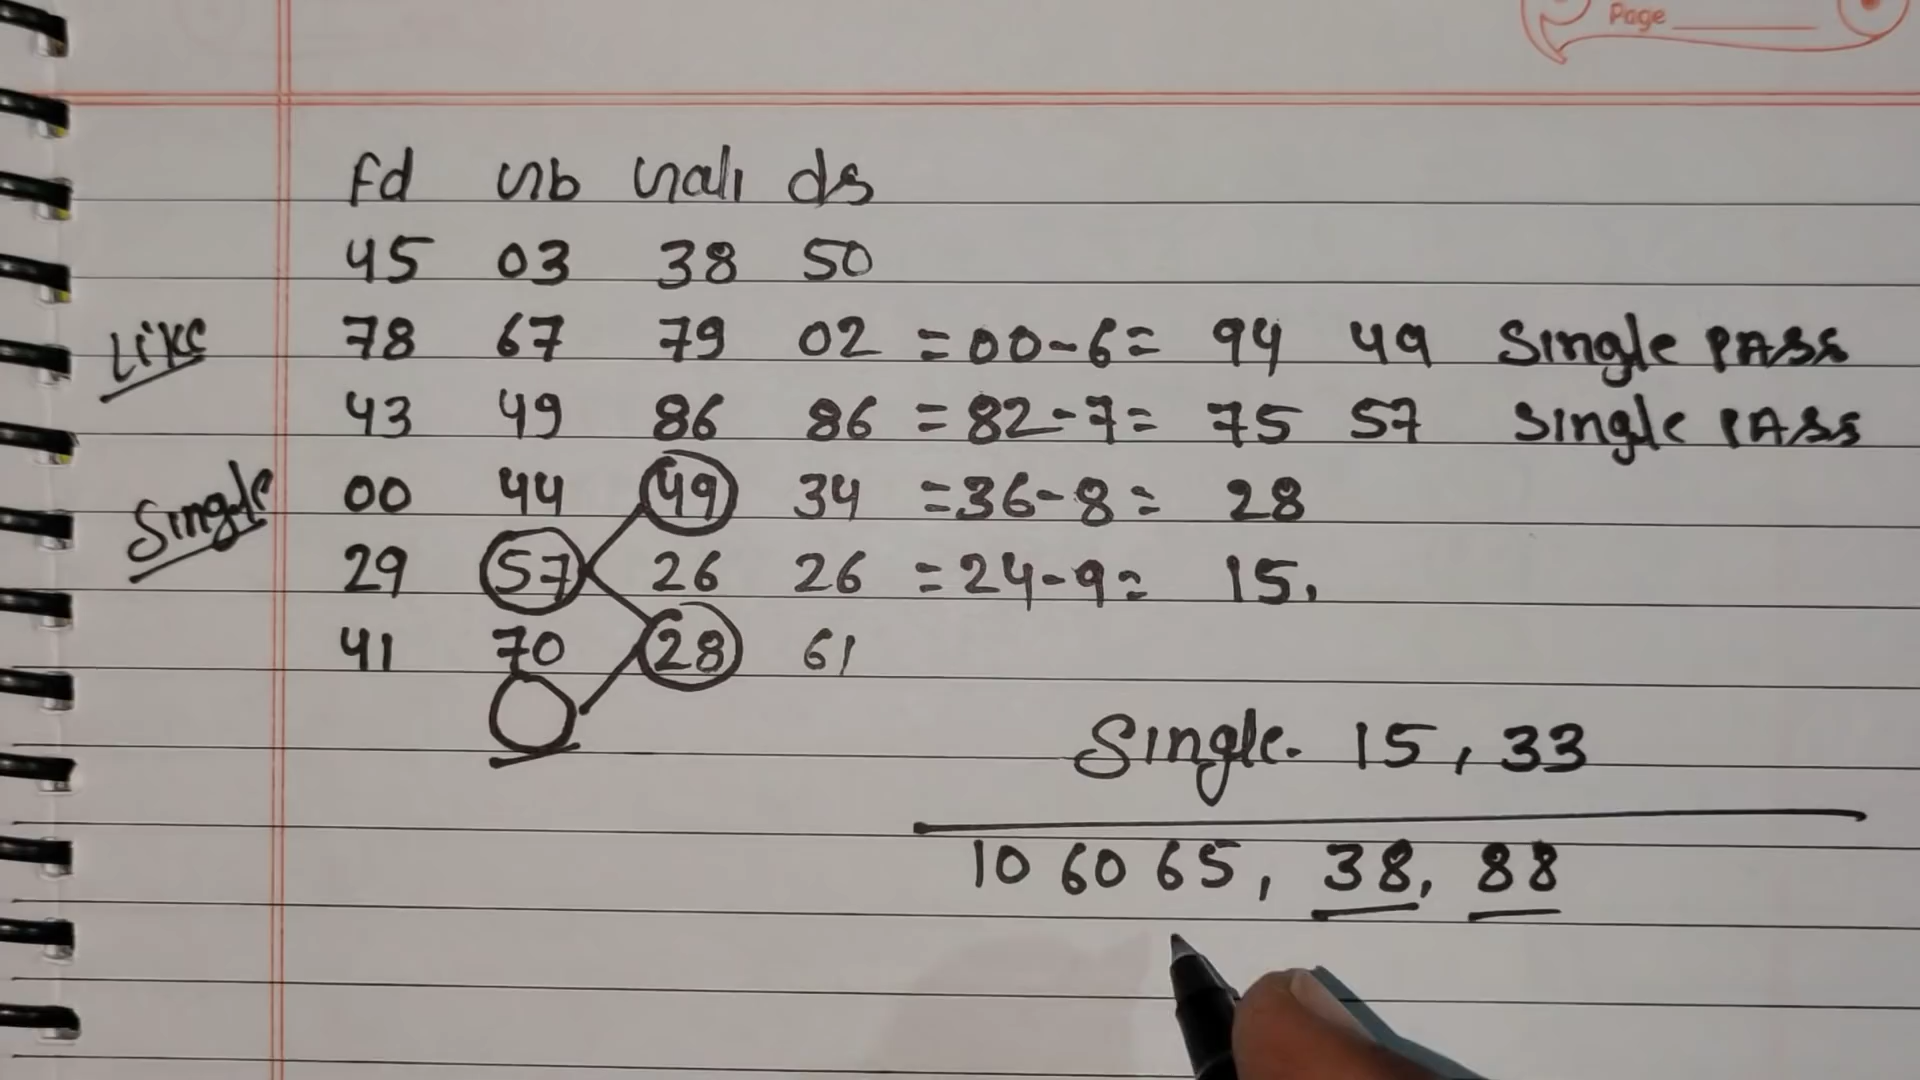 Page
Fd Gb Gali ds
45 03 38 50
Like
78 67 79 02 = 00-6= 94 49 Single PASS
43 49 86 86 = 82-7= 75 57 Single PASS
Single
00 44 49 34 =36-8= 28
29 57 26 26 =24-9= 15.
41 70 28 61
Single. 15, 33
10 60 65, 38, 88